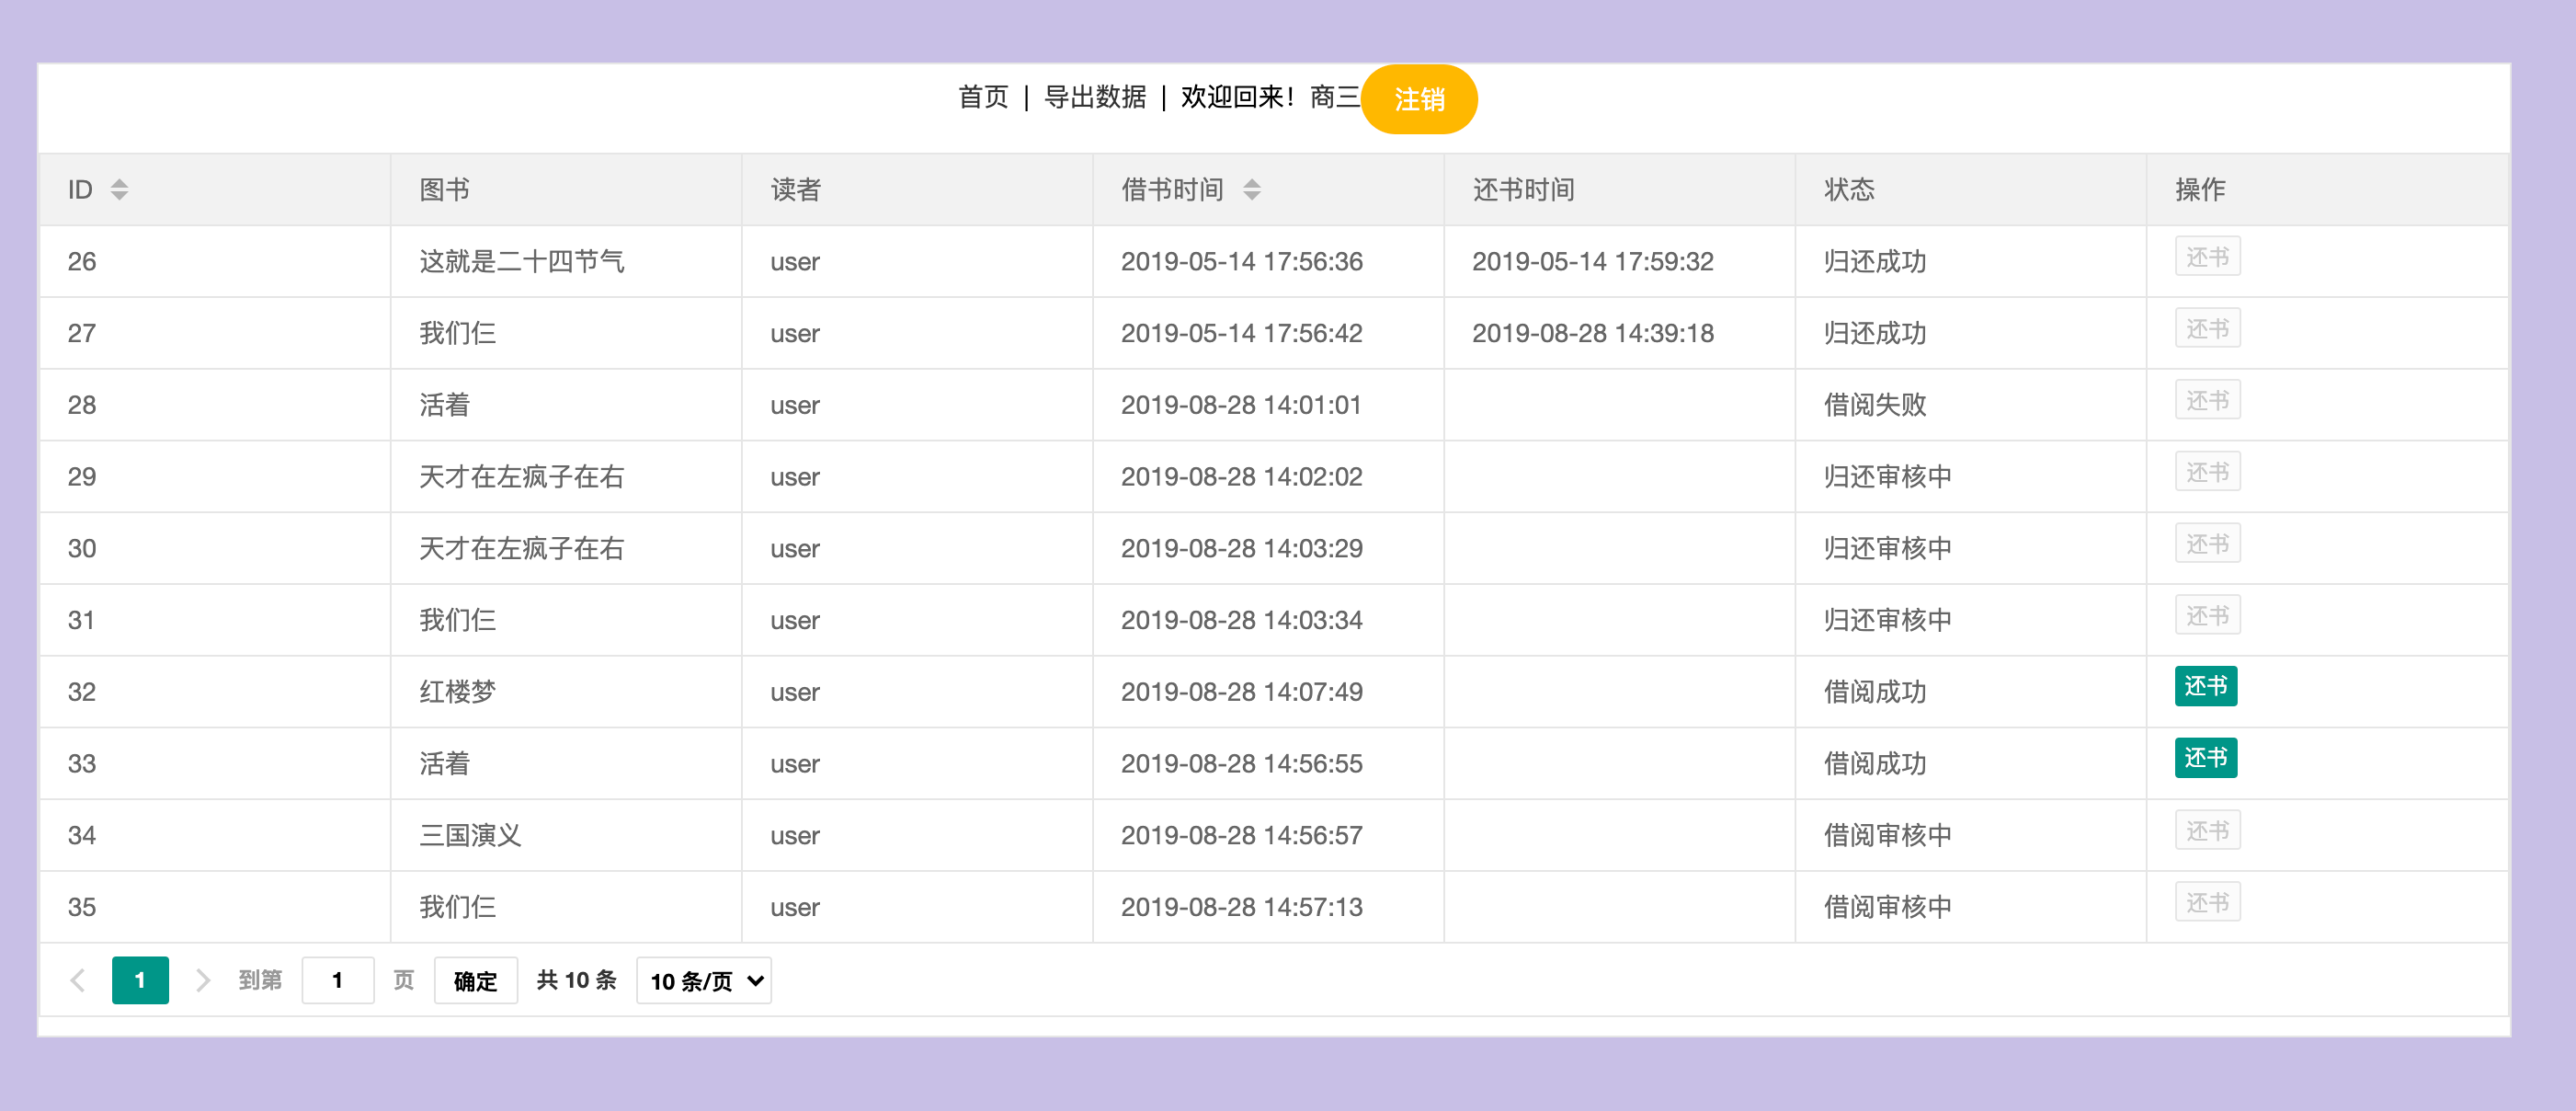 首页 | 导出数据 | 欢迎回来！商三 注销
ID 图书 读者 借书时间 还书时间 状态 操作
26 这就是二十四节气 user 2019-05-14 17:56:36 2019-05-14 17:59:32 归还成功 还书
27 我们仨 user 2019-05-14 17:56:42 2019-08-28 14:39:18 归还成功 还书
28 活着 user 2019-08-28 14:01:01 借阅失败 还书
29 天才在左疯子在右 user 2019-08-28 14:02:02 归还审核中 还书
30 天才在左疯子在右 user 2019-08-28 14:03:29 归还审核中 还书
31 我们仨 user 2019-08-28 14:03:34 归还审核中 还书
32 红楼梦 user 2019-08-28 14:07:49 借阅成功 还书
33 活着 user 2019-08-28 14:56:55 借阅成功 还书
34 三国演义 user 2019-08-28 14:56:57 借阅审核中 还书
35 我们仨 user 2019-08-28 14:57:13 借阅审核中 还书
1 到第 1 页 确定 共 10 条 10 条/页